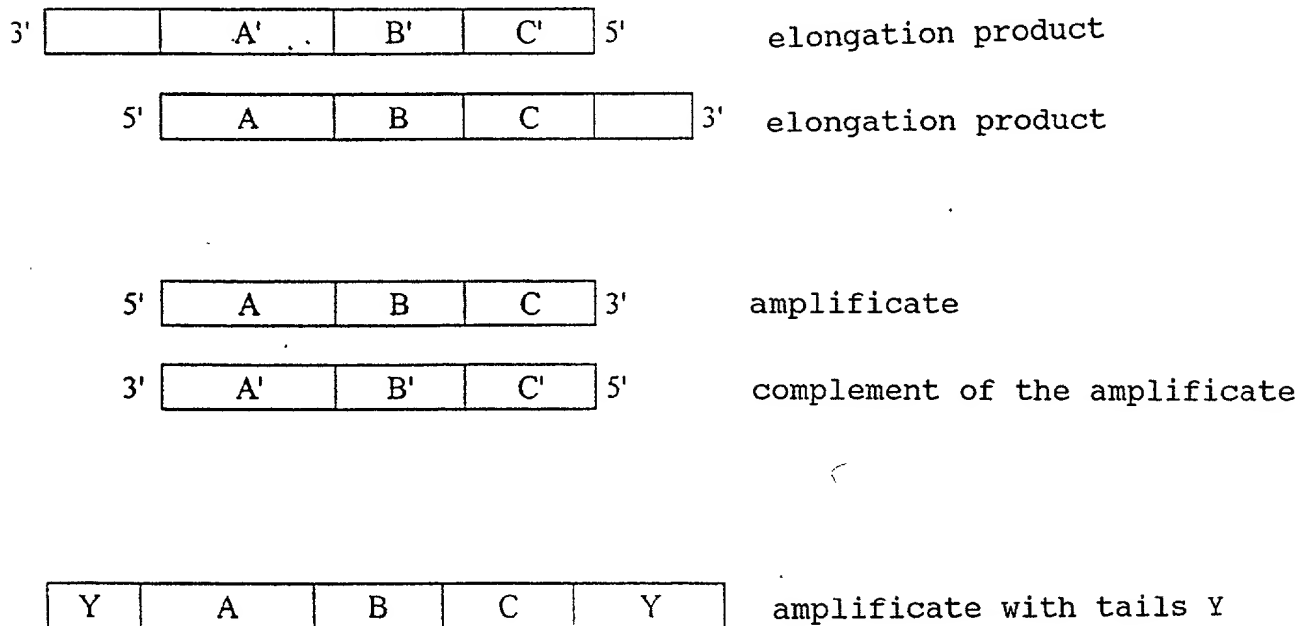 3' A' B' C' 5' elongation product
5' A B C 3' elongation product
5' A B C 3' amplificate
3' A' B' C' 5' complement of the amplificate
Y A B C Y amplificate with tails Y